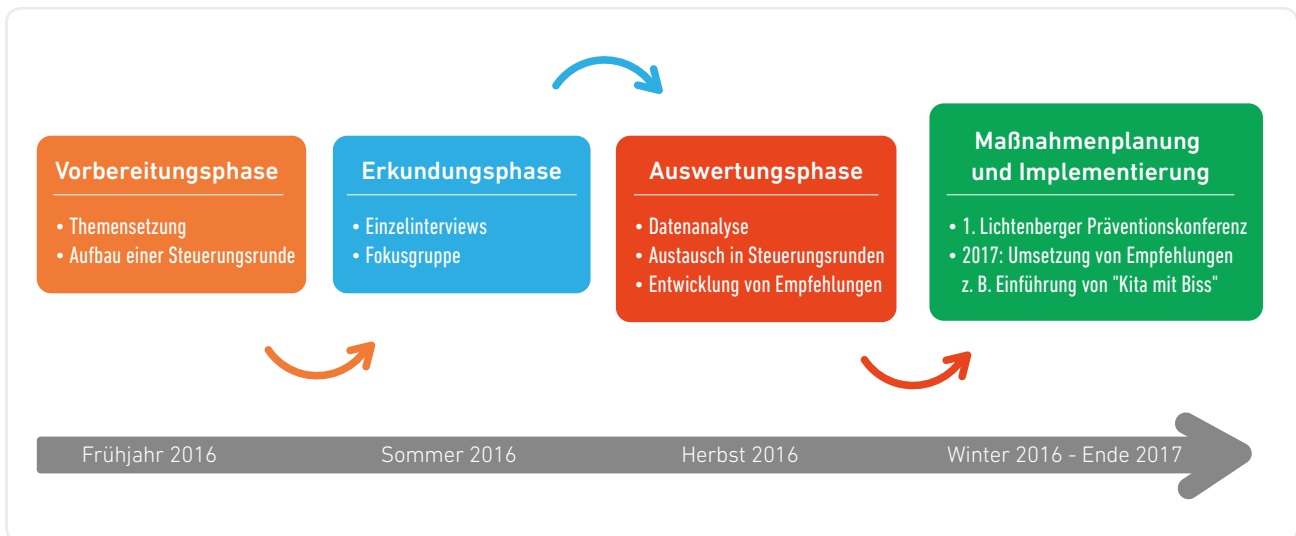 Vorbereitungsphase
• Themensetzung
• Aufbau einer Steuerungsrunde
Erkundungsphase
• Einzelinterviews
• Fokusgruppe
Auswertungsphase
• Datenanalyse
• Austausch in Steuerungsrunden
• Entwicklung von Empfehlungen
Maßnahmenplanung
und Implementierung
• 1. Lichtenberger Präventionskonferenz
• 2017: Umsetzung von Empfehlungen
z. B. Einführung von "Kita mit Biss"
Frühjahr 2016
Sommer 2016
Herbst 2016
Winter 2016 - Ende 2017